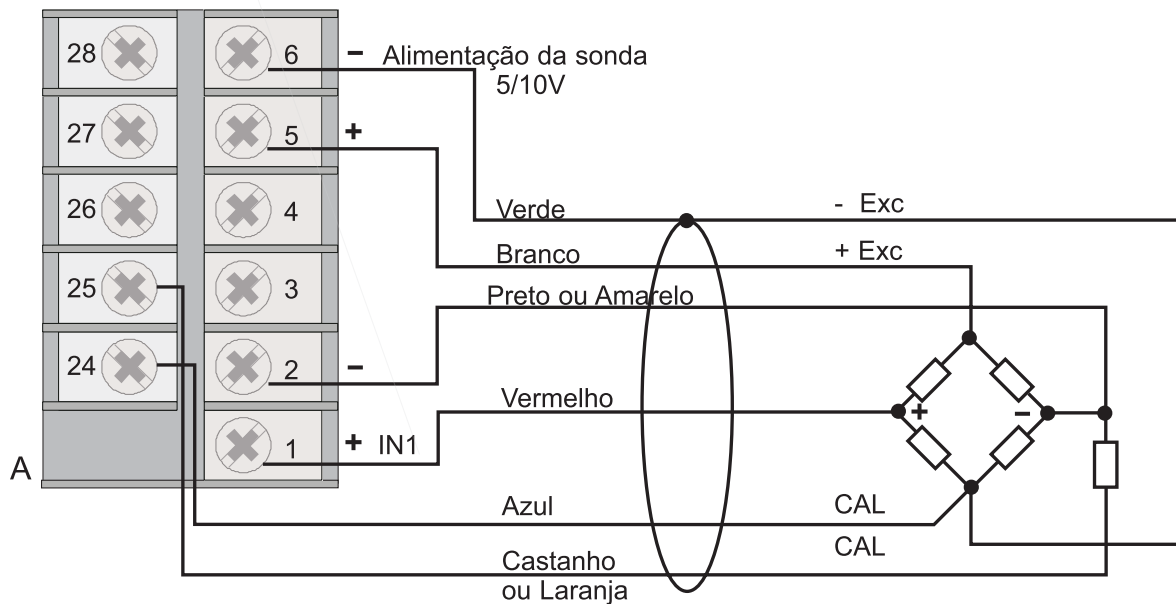 28
6
−
Alimentação da sonda
5/10V
27
5
+
26
4
Verde
- Exc
Branco
+ Exc
25
3
Preto ou Amarelo
24
2
−
Vermelho
+
-
1
+ IN1
A
Azul
CAL
CAL
Castanho
ou Laranja